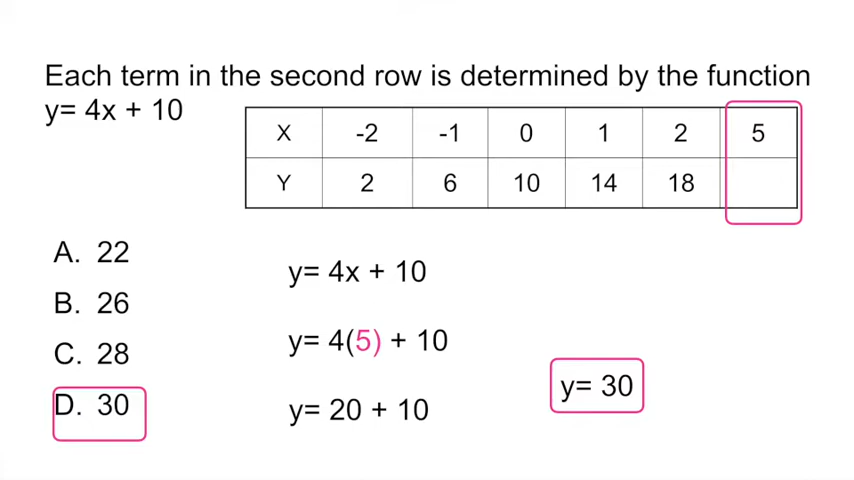 Each term in the second row is determined by the function
y= 4x + 10
X -2 -1 0 1 2 5
Y 2 6 10 14 18
A. 22
B. 26
C. 28
D. 30
y= 4x + 10
y= 4(5) + 10
y= 20 + 10
y= 30